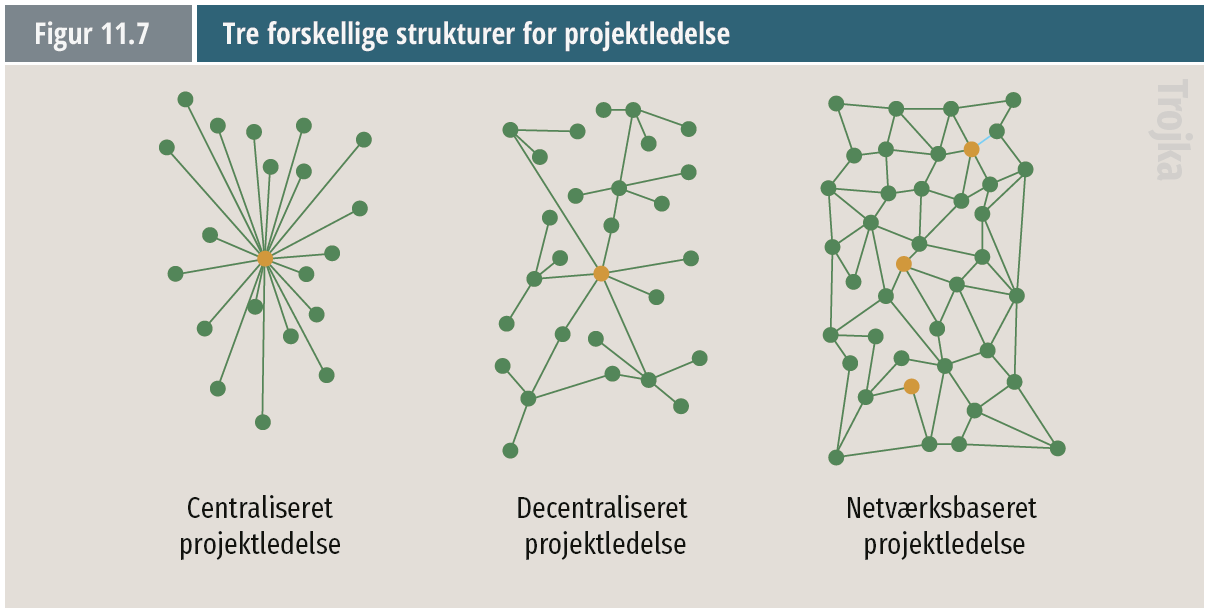 Figur 11.7
Tre forskellige strukturer for projektledelse
Trojka
Centraliseret
projektledelse
Decentraliseret
projektledelse
Netværksbaseret
projektledelse